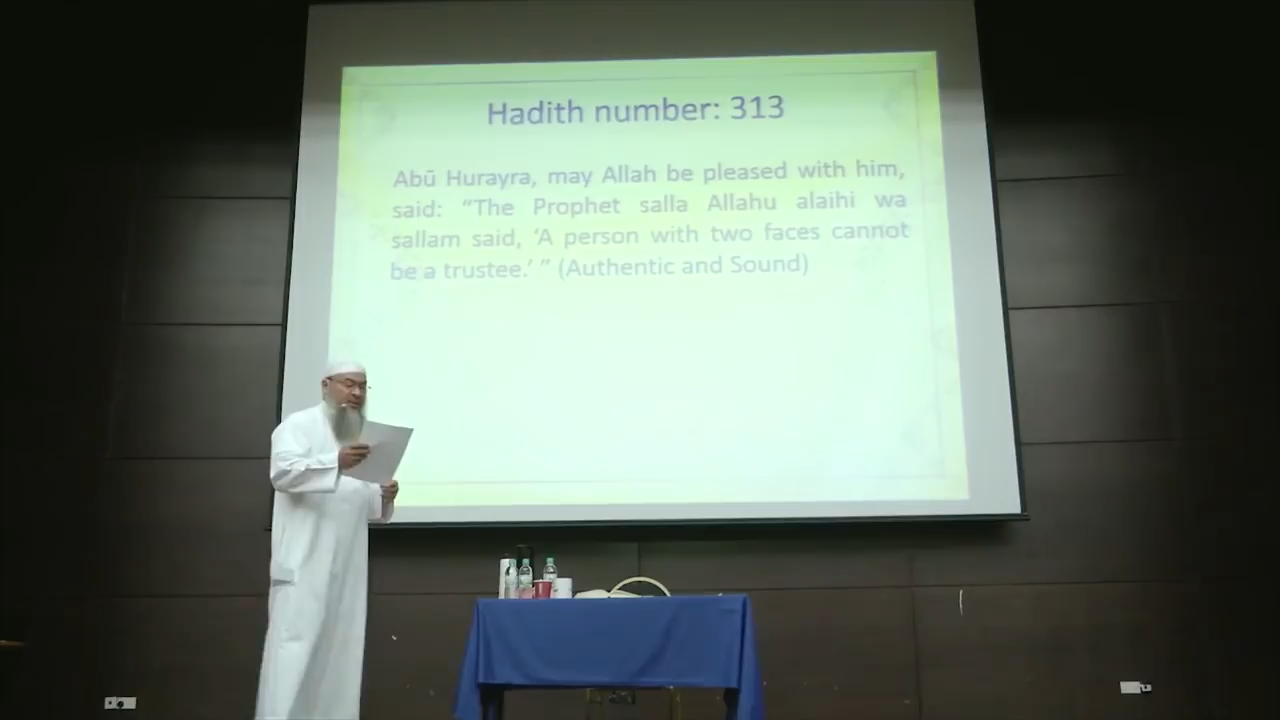 Hadith number: 313
Abū Hurayra, may Allah be pleased with him,
said: “The Prophet salla Allahu alaihi wa
sallam said, ‘A person with two faces cannot
be a trustee.’ ” (Authentic and Sound)